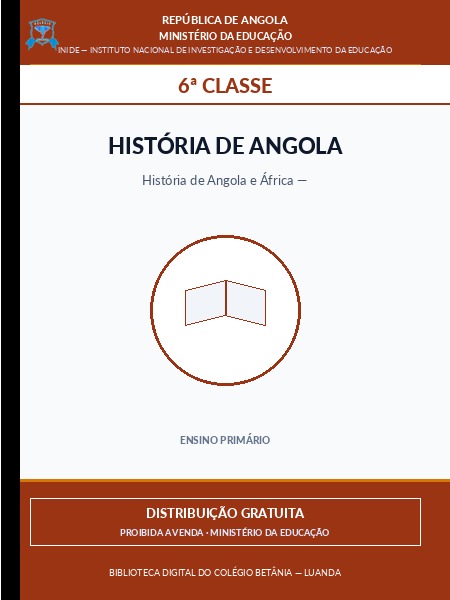 REPÚBLICA DE ANGOLA
MINISTÉRIO DA EDUCAÇÃO
INIDE — INSTITUTO NACIONAL DE INVESTIGAÇÃO E DESENVOLVIMENTO DA EDUCAÇÃO
6ª CLASSE
HISTÓRIA DE ANGOLA
História de Angola e África —
ENSINO PRIMÁRIO
DISTRIBUIÇÃO GRATUITA
PROIBIDA A VENDA · MINISTÉRIO DA EDUCAÇÃO
BIBLIOTECA DIGITAL DO COLÉGIO BETÂNIA — LUANDA